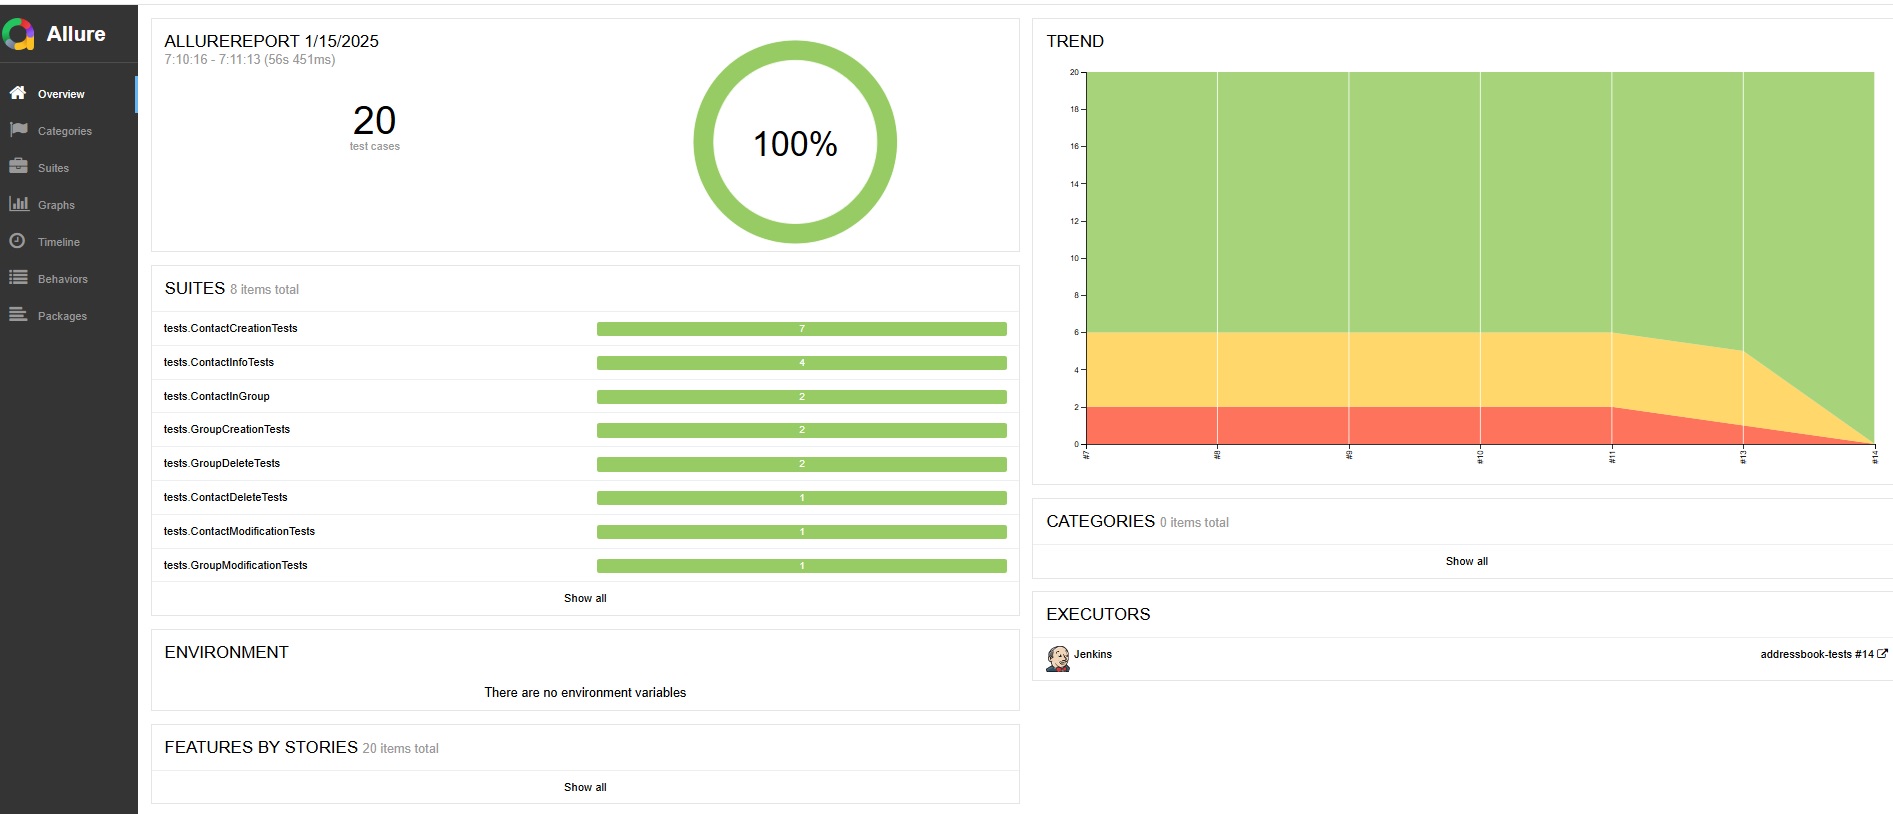 Allure
Overview
Categories
Suites
Graphs
Timeline
Behaviors
Packages
ALLUREREPORT 1/15/2025
7:10:16 - 7:11:13 (56s 451ms)
20
test cases
100%
SUITES 8 items total
tests.ContactCreationTests 7
tests.ContactInfoTests 4
tests.ContactInGroup 2
tests.GroupCreationTests 2
tests.GroupDeleteTests 2
tests.ContactDeleteTests 1
tests.ContactModificationTests 1
tests.GroupModificationTests 1
Show all
ENVIRONMENT
There are no environment variables
FEATURES BY STORIES 20 items total
Show all
TREND
20
18
16
14
12
10
8
6
4
2
0
#7 #8 #9 #10 #11 #13 #14
CATEGORIES 0 items total
Show all
EXECUTORS
Jenkins addressbook-tests #14